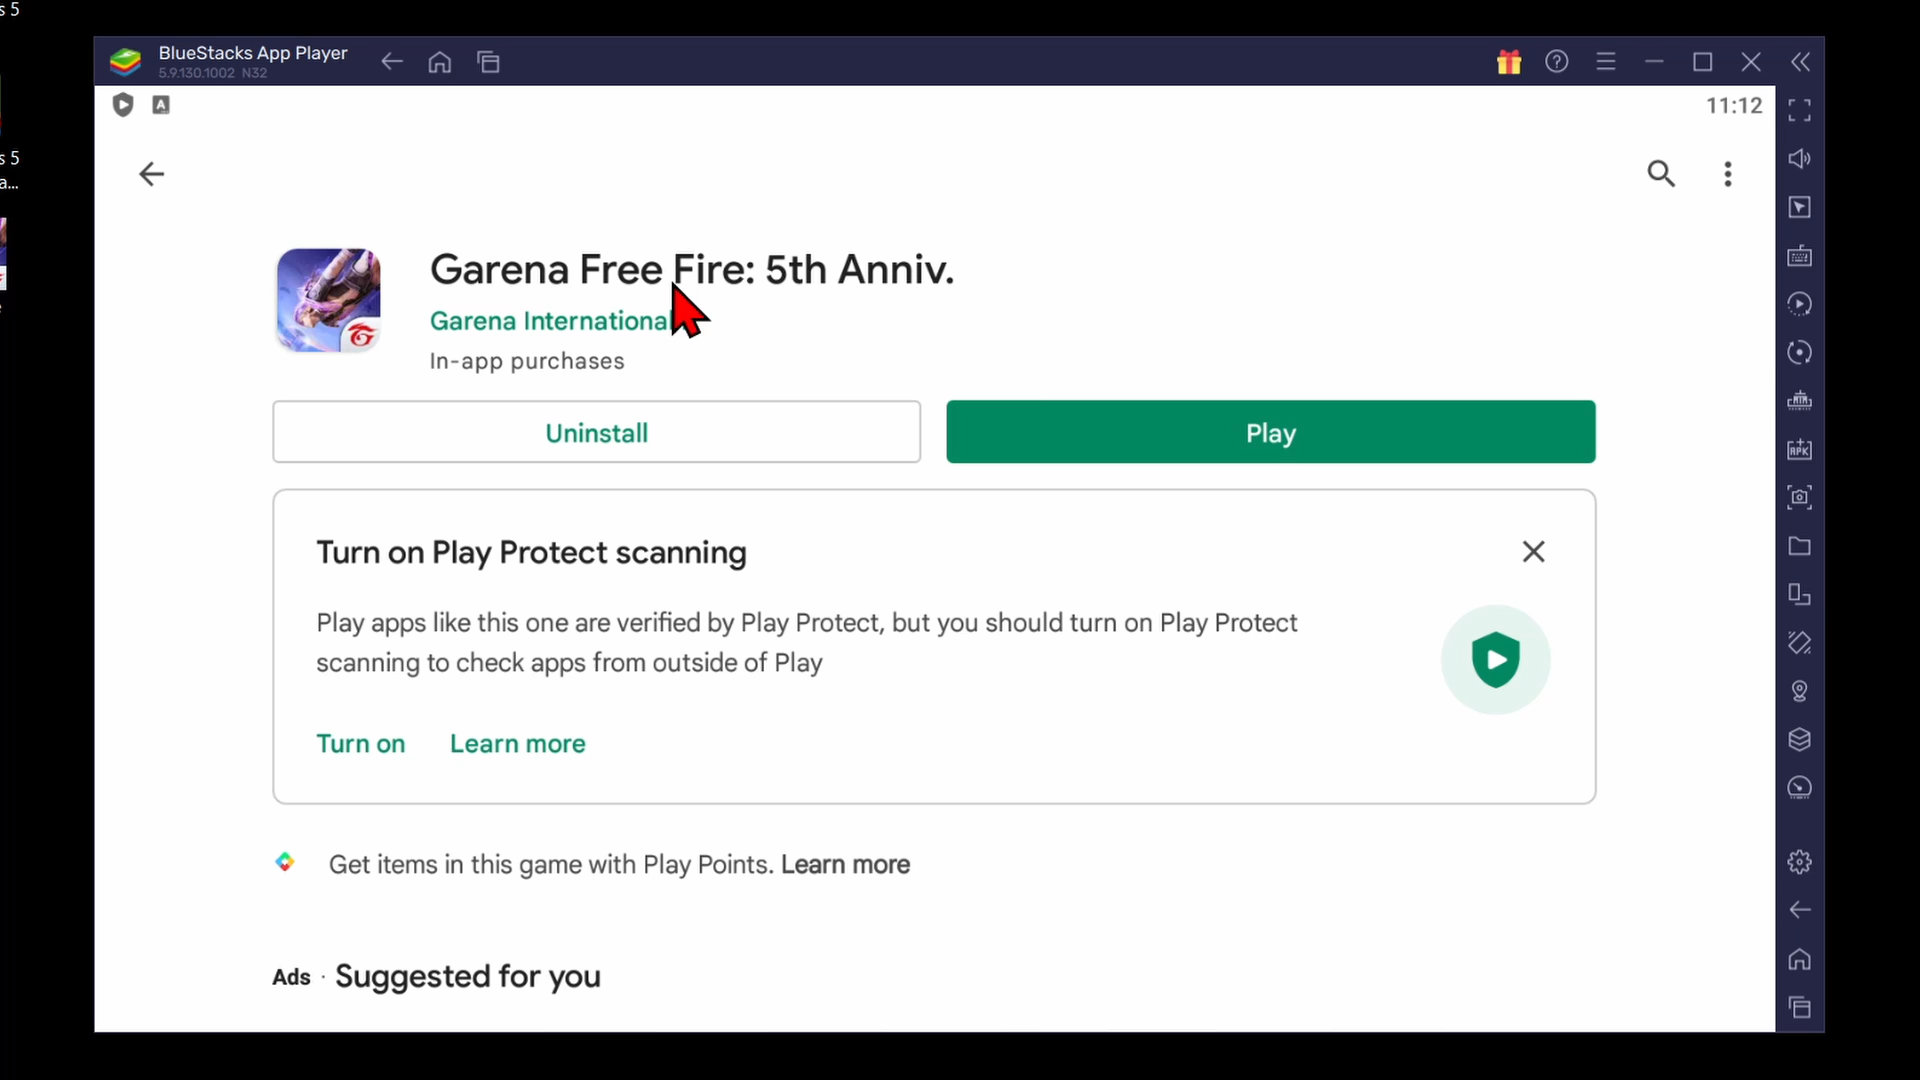 s 5
BlueStacks App Player
5.9.130.1002 N32
11:12
s 5
a...
Garena Free Fire: 5th Anniv.
Garena International
In-app purchases
Uninstall
Play
Turn on Play Protect scanning
Play apps like this one are verified by Play Protect, but you should turn on Play Protect
scanning to check apps from outside of Play
Turn on
Learn more
Get items in this game with Play Points. Learn more
Ads · Suggested for you